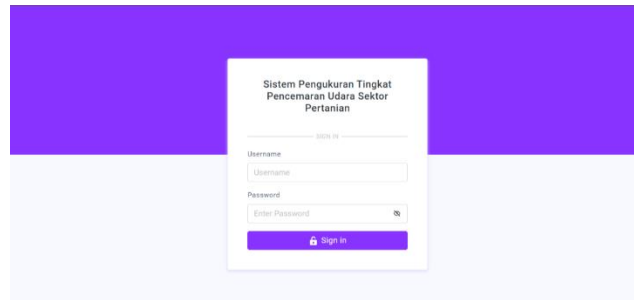 Sistem Pengukuran Tingkat
Pencemaran Udara Sektor
Pertanian
SIGN IN
Username
Username
Password
Enter Password
Sign in